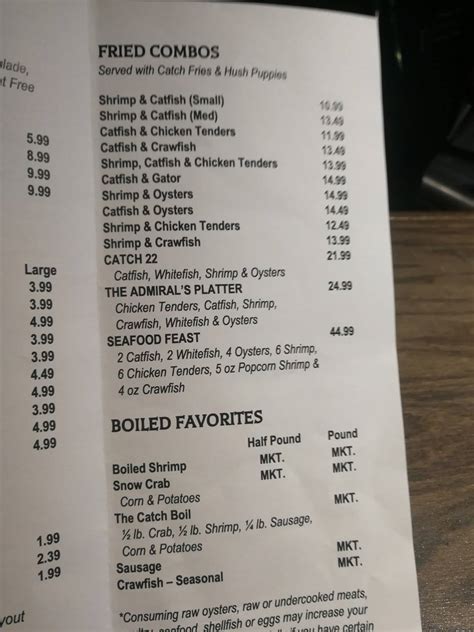 alade,
t Free
5.99
8.99
9.99
9.99
Large
3.99
3.99
4.99
3.99
4.49
4.99
3.99
4.99
4.99
1.99
2.39
1.99
yout
FRIED COMBOS
Served with Catch Fries & Hush Puppies
Shrimp & Catfish (Small) 10.99
Shrimp & Catfish (Med) 13.49
Catfish & Chicken Tenders 11.99
Catfish & Crawfish 13.49
Shrimp, Catfish & Chicken Tenders 13.99
Catfish & Gator 14.99
Shrimp & Oysters 14.99
Catfish & Oysters 14.49
Shrimp & Chicken Tenders 12.49
Shrimp & Crawfish 13.99
CATCH 22 21.99
Catfish, Whitefish, Shrimp & Oysters
THE ADMIRAL'S PLATTER 24.99
Chicken Tenders, Catfish, Shrimp,
Crawfish, Whitefish & Oysters
SEAFOOD FEAST 44.99
2 Catfish, 2 Whitefish, 4 Oysters, 6 Shrimp,
6 Chicken Tenders, 5 oz Popcorn Shrimp &
4 oz Crawfish
BOILED FAVORITES
Half Pound Pound
Boiled Shrimp MKT. MKT.
Snow Crab MKT.
Corn & Potatoes MKT.
The Catch Boil
½ lb. Crab, ½ lb. Shrimp, ¼ lb. Sausage,
Corn & Potatoes
Sausage MKT.
Crawfish – Seasonal MKT.
*Consuming raw oysters, raw or undercooked meats,
seafood, shellfish or eggs may increase your
if you have certain